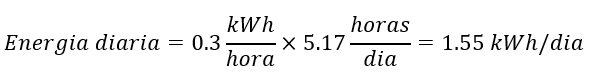 Energia diaria = 0.3 kWh/hora × 5.17 horas/dia = 1.55 kWh/dia